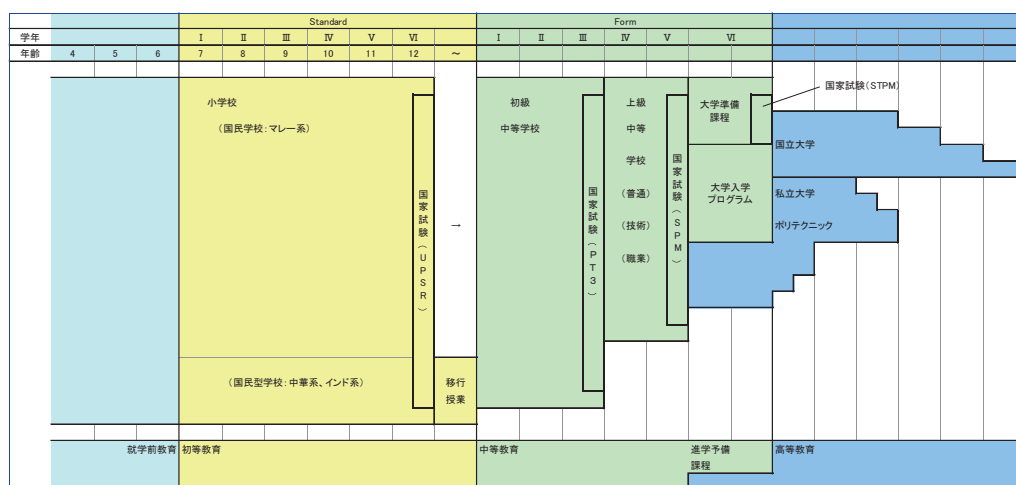 Standard
Form
学年
Ⅰ
Ⅱ
Ⅲ
Ⅳ
Ⅴ
Ⅵ
Ⅰ
Ⅱ
Ⅲ
Ⅳ
Ⅴ
Ⅵ
年齢
4
5
6
7
8
9
10
11
12
～
小学校
（国民学校：マレー系）
国家試験（UPSR）
→
初級
中等学校
国家試験（PT3）
上級
中等
学校
（普通）
（技術）
（職業）
国家試験（SPM）
大学準備
課程
国家試験（STPM）
大学入学
プログラム
国立大学
私立大学
ポリテクニック
（国民型学校：中華系、インド系）
移行
授業
就学前教育
初等教育
中等教育
進学予備
課程
高等教育